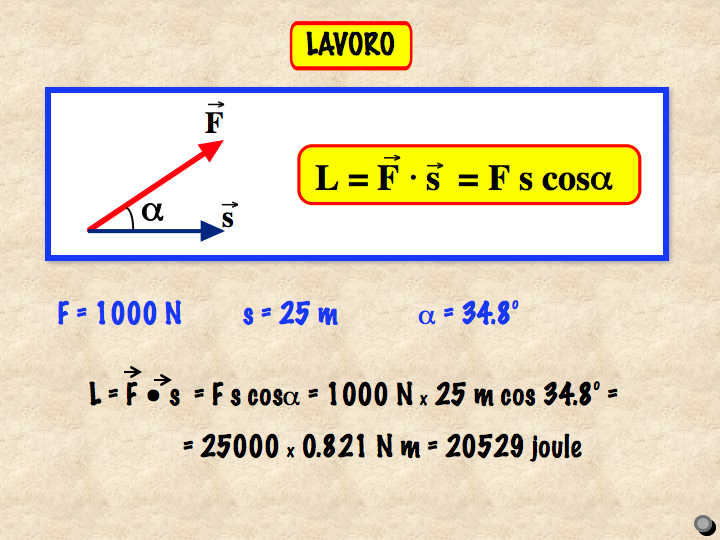 LAVORO
F⃗
α
s⃗
L = F⃗ · s⃗ = F s cosα
F = 1000 N s = 25 m α = 34.8°
L = F⃗ • s⃗ = F s cosα = 1000 N x 25 m cos 34.8° =
= 25000 x 0.821 N m = 20529 joule